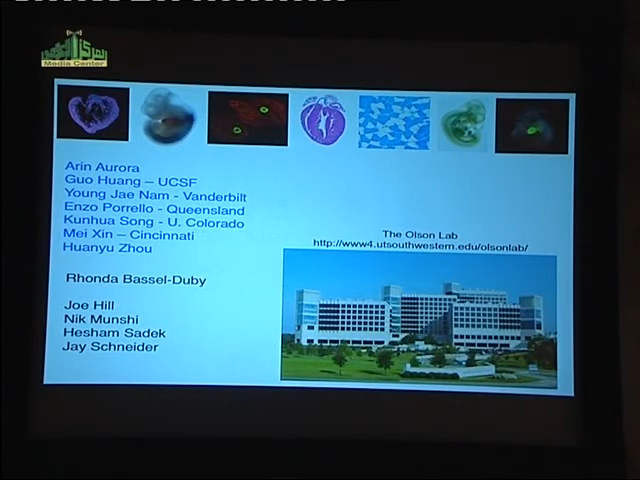 المركز الإعلامي
Media Center
Arin Aurora
Guo Huang – UCSF
Young Jae Nam - Vanderbilt
Enzo Porrello - Queensland
Kunhua Song - U. Colorado
Mei Xin – Cincinnati
Huanyu Zhou
Rhonda Bassel-Duby
Joe Hill
Nik Munshi
Hesham Sadek
Jay Schneider
The Olson Lab
http://www4.utsouthwestern.edu/olsonlab/